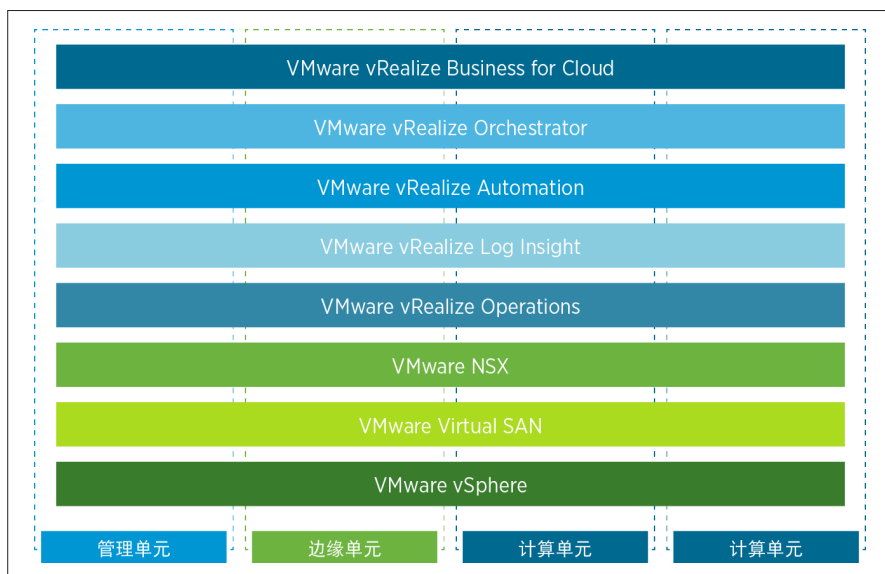 VMware vRealize Business for Cloud
VMware vRealize Orchestrator
VMware vRealize Automation
VMware vRealize Log Insight
VMware vRealize Operations
VMware NSX
VMware Virtual SAN
VMware vSphere
管理单元
边缘单元
计算单元
计算单元